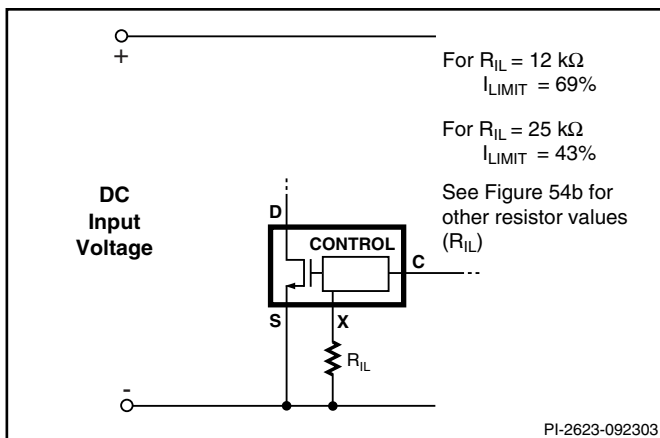 +
For R_IL = 12 kΩ
I_LIMIT = 69%
For R_IL = 25 kΩ
I_LIMIT = 43%
See Figure 54b for
other resistor values
(R_IL)
DC
Input
Voltage
D
CONTROL
C
S
X
R_IL
-
PI-2623-092303